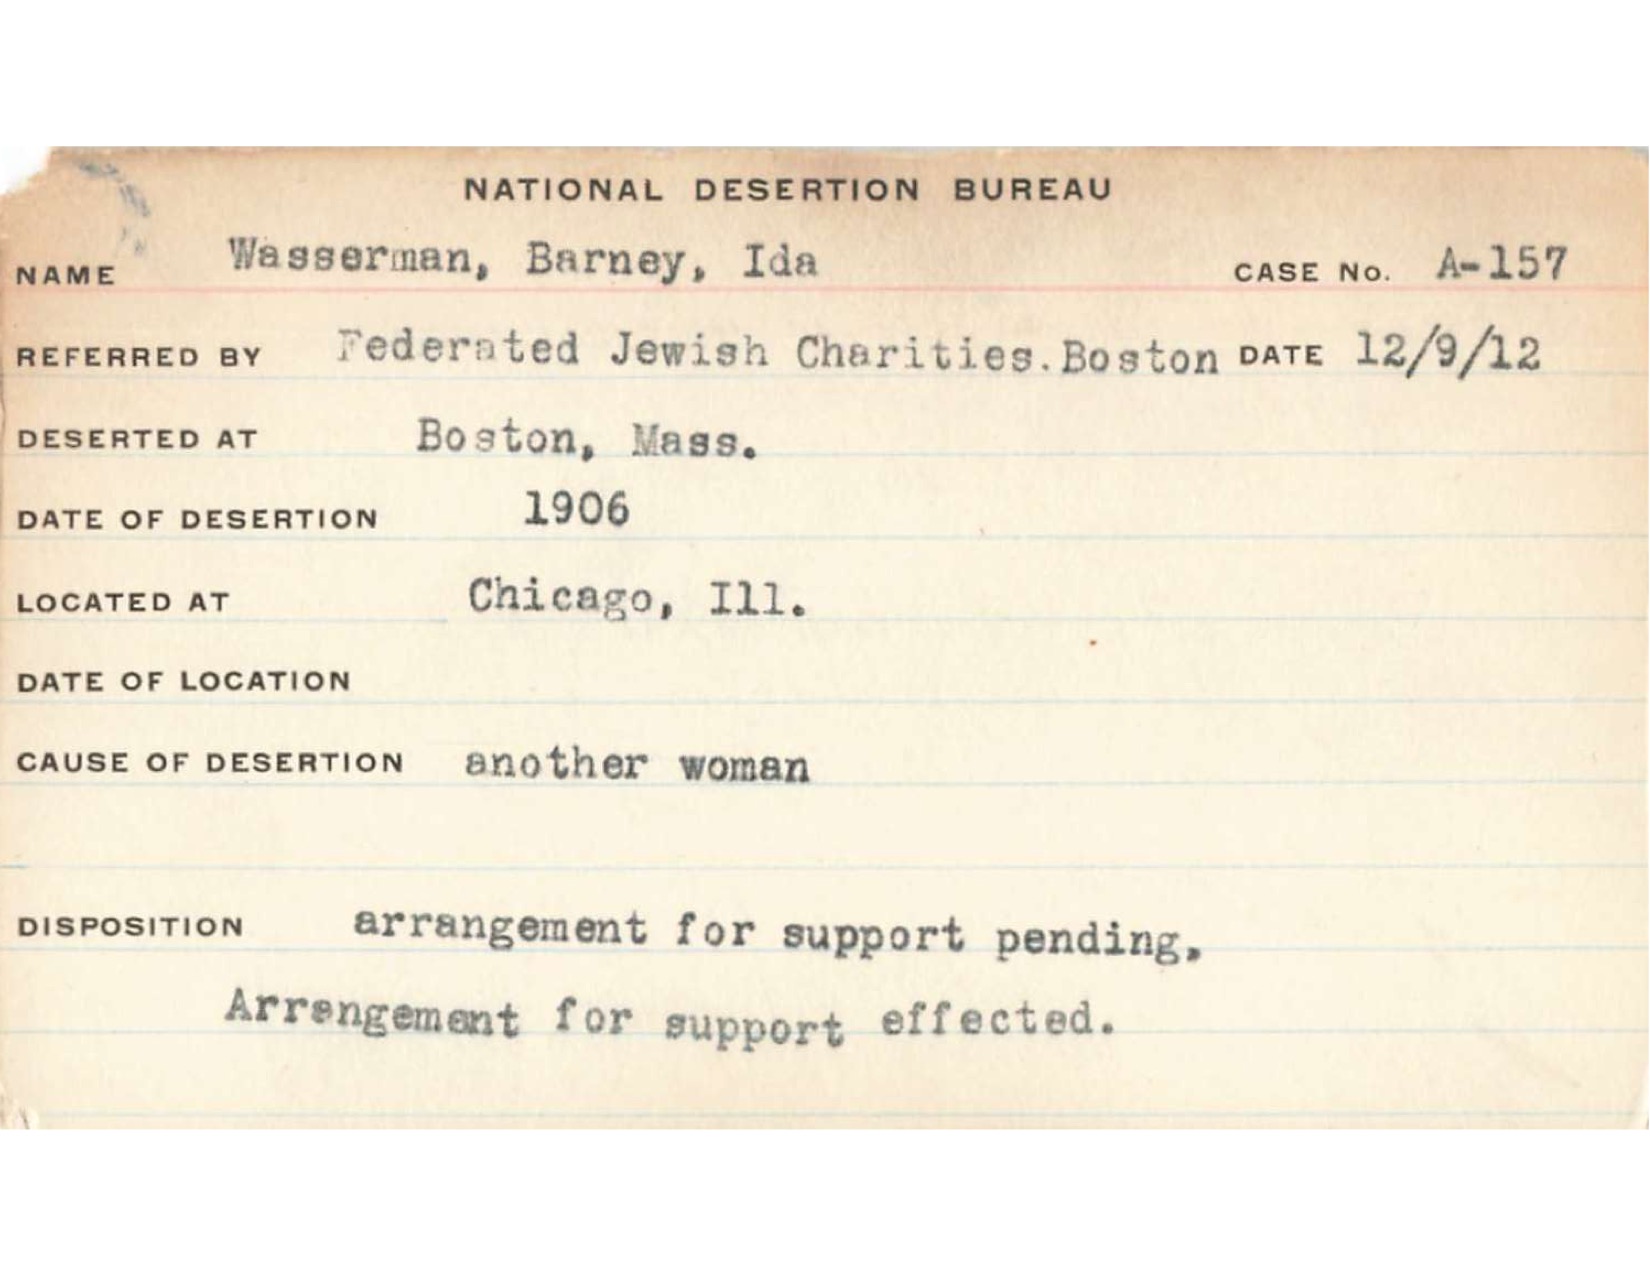 NATIONAL DESERTION BUREAU
NAME Wasserman, Barney, Ida CASE No. A-157
REFERRED BY Federated Jewish Charities.Boston DATE 12/9/12
DESERTED AT Boston, Mass.
DATE OF DESERTION 1906
LOCATED AT Chicago, Ill.
DATE OF LOCATION
CAUSE OF DESERTION another woman
DISPOSITION arrangement for support pending,
Arrangement for support effected.